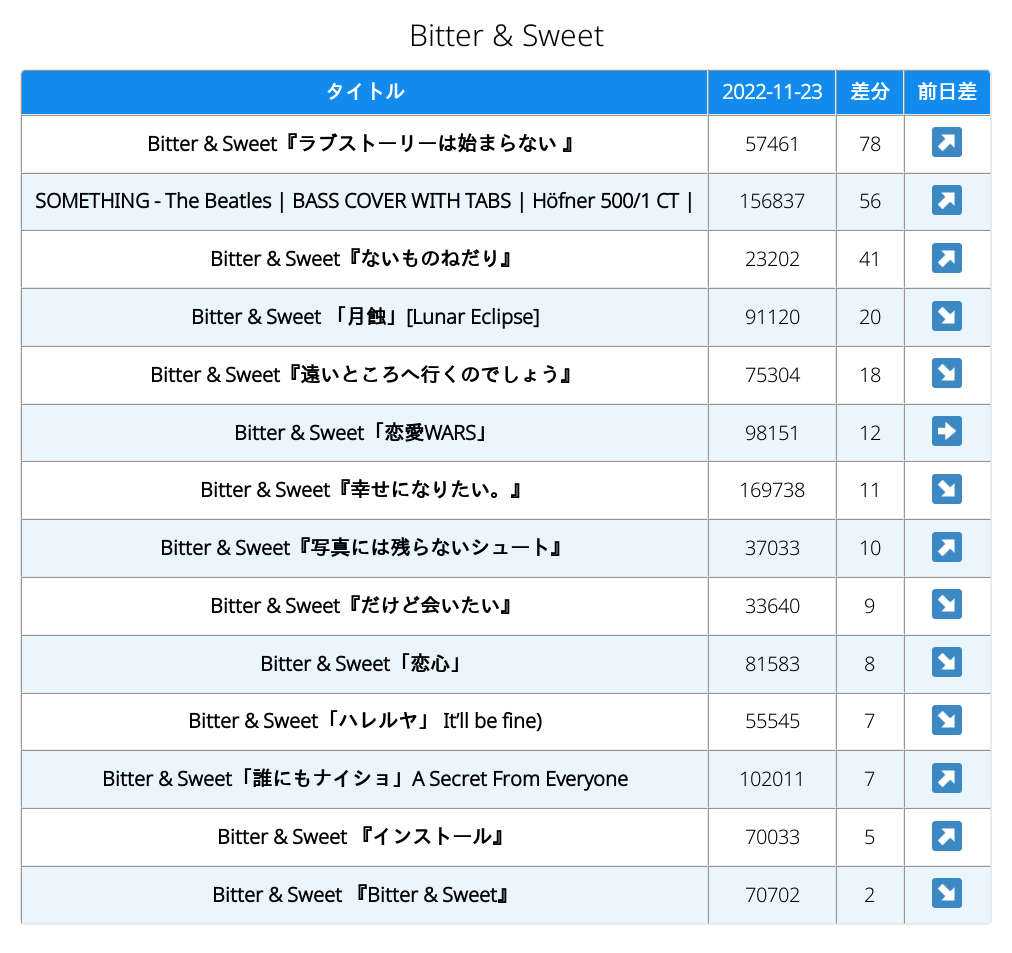 Bitter & Sweet
タイトル 2022-11-23 差分 前日差
Bitter & Sweet『ラブストーリーは始まらない 』 57461 78 ↗
SOMETHING - The Beatles | BASS COVER WITH TABS | Höfner 500/1 CT | 156837 56 ↗
Bitter & Sweet『ないものねだり』 23202 41 ↗
Bitter & Sweet 「月蝕」[Lunar Eclipse] 91120 20 ↘
Bitter & Sweet『遠いところへ行くのでしょう』 75304 18 ↘
Bitter & Sweet「恋愛WARS」 98151 12 ➡
Bitter & Sweet『幸せになりたい。』 169738 11 ↘
Bitter & Sweet『写真には残らないシュート』 37033 10 ↗
Bitter & Sweet『だけど会いたい』 33640 9 ↘
Bitter & Sweet「恋心」 81583 8 ↘
Bitter & Sweet「ハレルヤ」 It’ll be fine) 55545 7 ↘
Bitter & Sweet「誰にもナイショ」A Secret From Everyone 102011 7 ↗
Bitter & Sweet 『インストール』 70033 5 ↗
Bitter & Sweet 『Bitter & Sweet』 70702 2 ↘